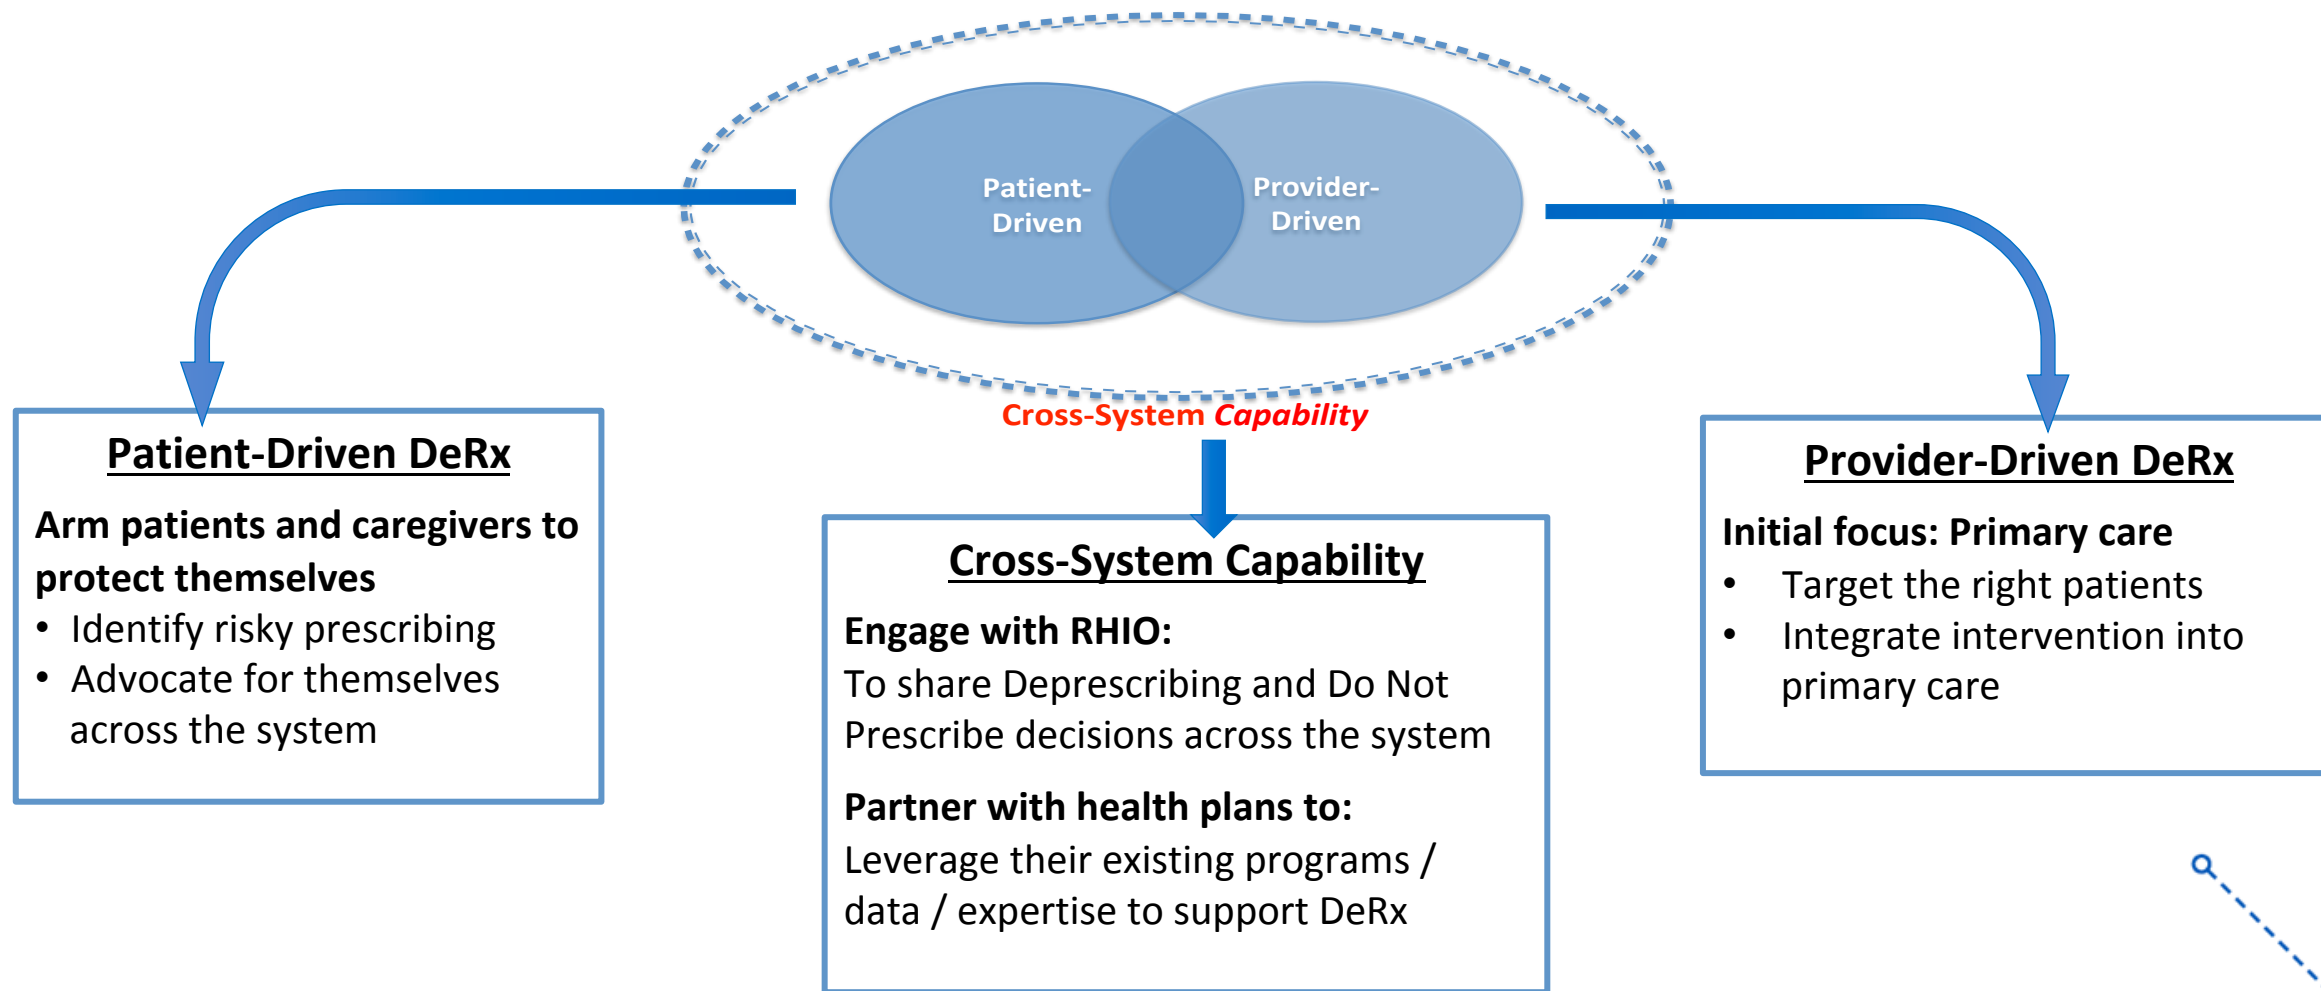 Patient-
Driven
Provider-
Driven
Cross-System Capability
Patient-Driven DeRx
Arm patients and caregivers to
protect themselves
• Identify risky prescribing
• Advocate for themselves
across the system
Cross-System Capability
Engage with RHIO:
To share Deprescribing and Do Not
Prescribe decisions across the system
Partner with health plans to:
Leverage their existing programs /
data / expertise to support DeRx
Provider-Driven DeRx
Initial focus: Primary care
• Target the right patients
• Integrate intervention into
primary care